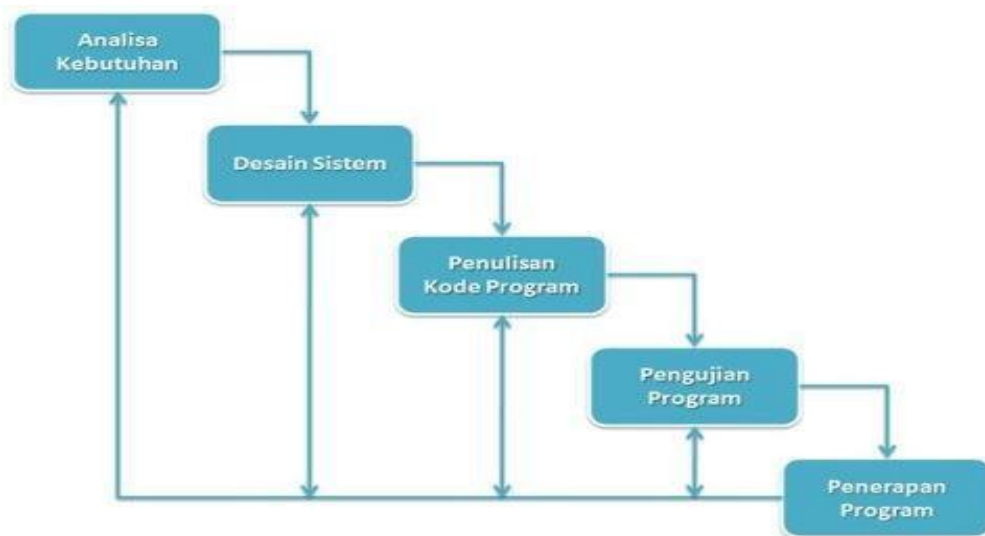 Analisa
Kebutuhan
Desain Sistem
Penulisan
Kode Program
Pengujian
Program
Penerapan
Program